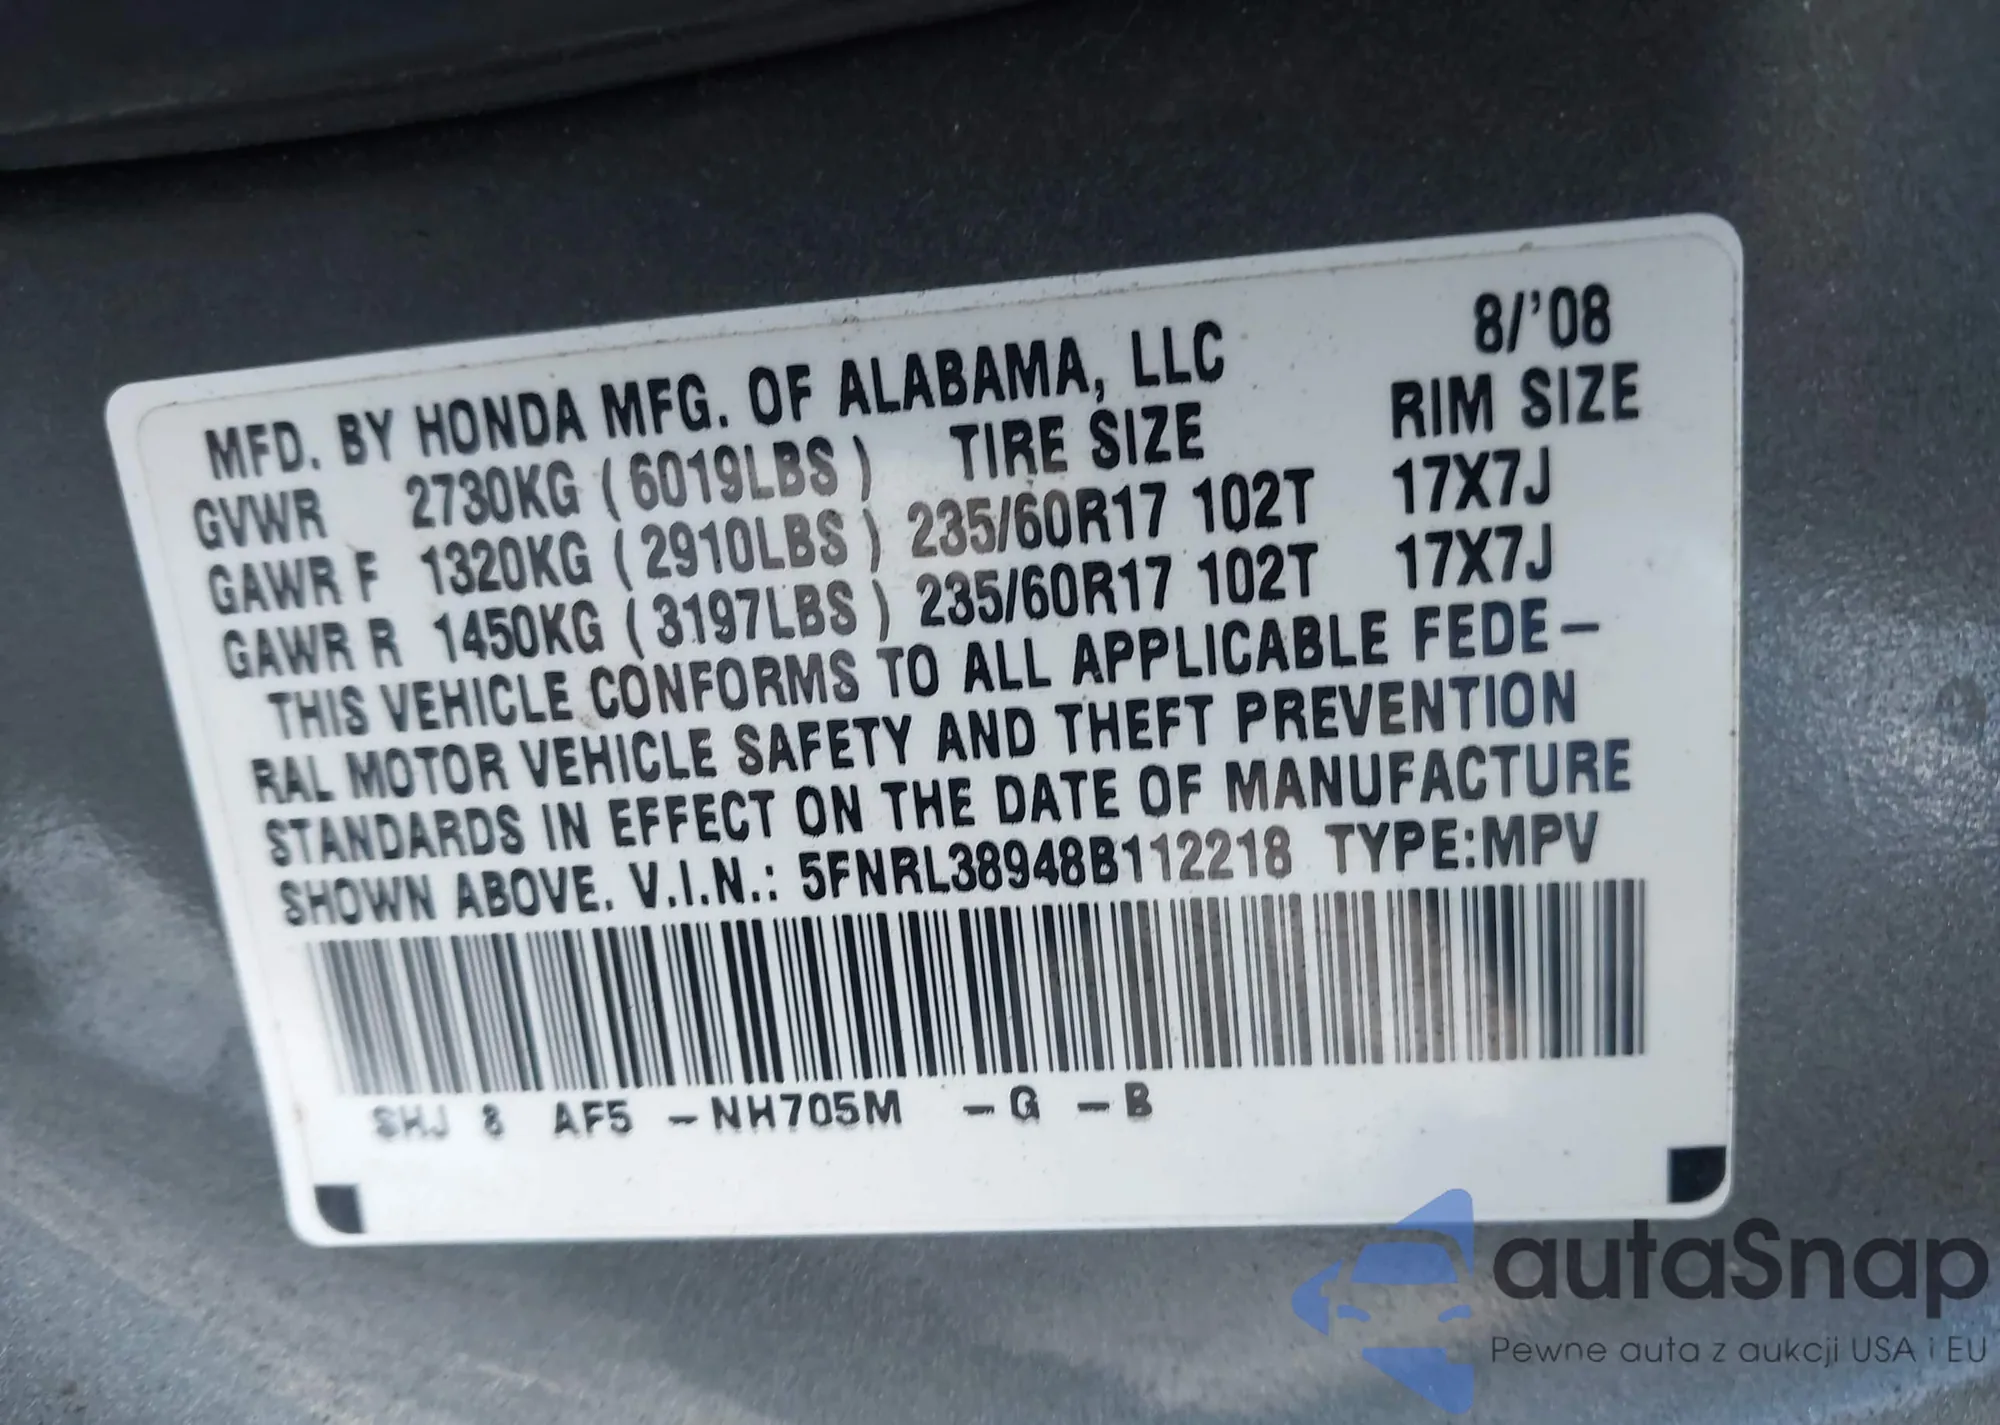 8/'08
MFD. BY HONDA MFG. OF ALABAMA, LLC
TIRE SIZE RIM SIZE
GVWR 2730KG (6019LBS)
GAWR F 1320KG (2910LBS) 235/60R17 102T 17X7J
GAWR R 1450KG (3197LBS) 235/60R17 102T 17X7J
THIS VEHICLE CONFORMS TO ALL APPLICABLE FEDE-
RAL MOTOR VEHICLE SAFETY AND THEFT PREVENTION
STANDARDS IN EFFECT ON THE DATE OF MANUFACTURE
SHOWN ABOVE. V.I.N.: 5FNRL38948B112218 TYPE:MPV
SHJ 8 AF5 -NH705M -G -B
autaSnap
Pewne auta z aukcji USA i EU